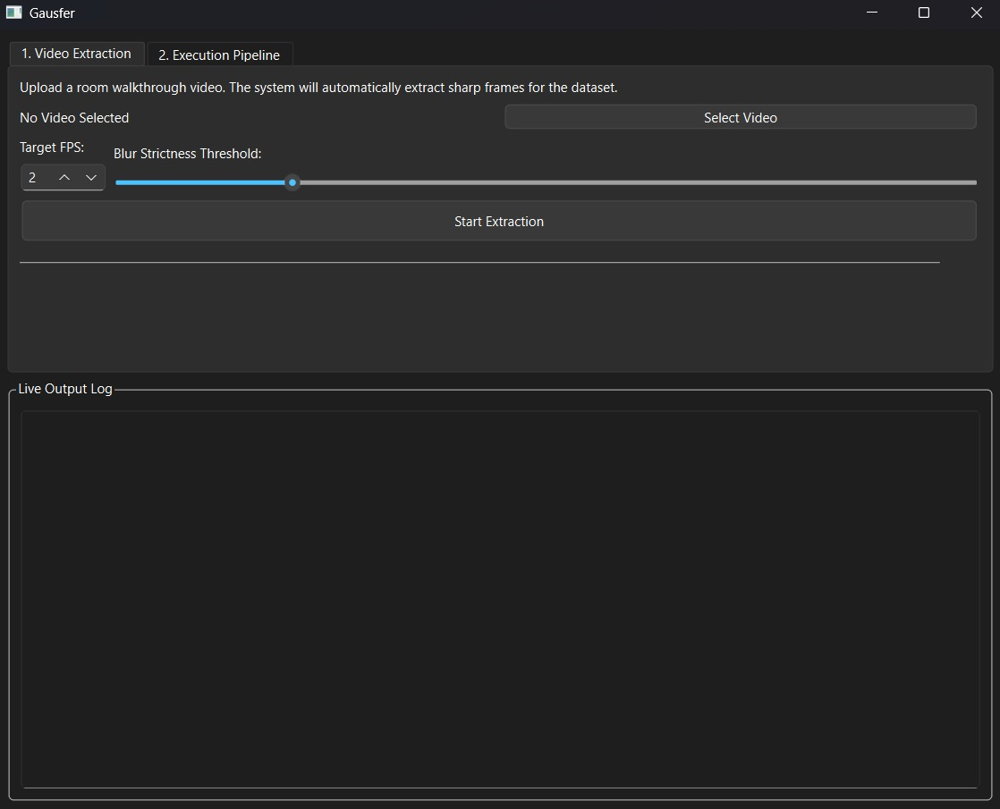 Gausfer
1. Video Extraction
2. Execution Pipeline
Upload a room walkthrough video. The system will automatically extract sharp frames for the dataset.
No Video Selected
Select Video
Target FPS:
Blur Strictness Threshold:
2
Start Extraction
Live Output Log